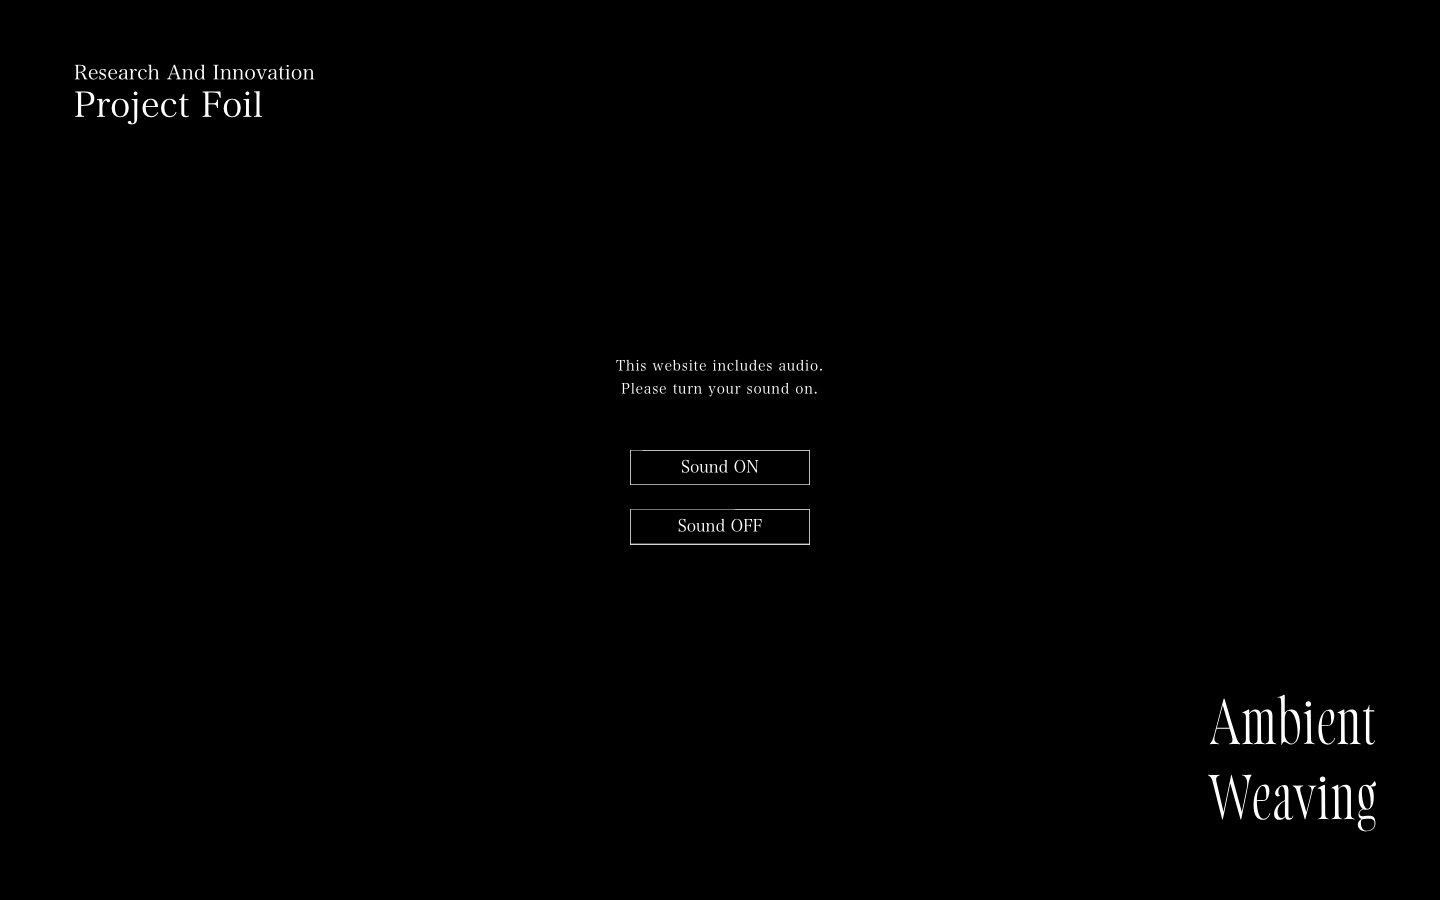 Research And Innovation
Project Foil
This website includes audio.
Please turn your sound on.
Sound ON
Sound OFF
Ambient
Weaving